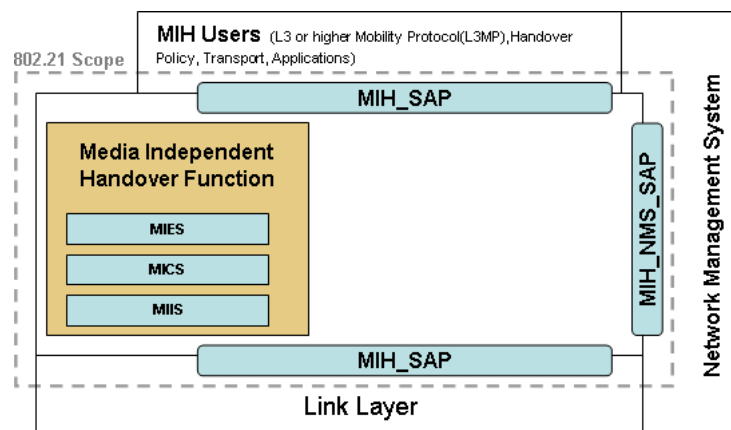 MIH Users (L3 or higher Mobility Protocol(L3MP),Handover
Policy, Transport, Applications)
802.21 Scope
MIH_SAP
Media Independent
Handover Function
MIES
MICS
MIIS
MIH_NMS_SAP
Network Management System
MIH_SAP
Link Layer